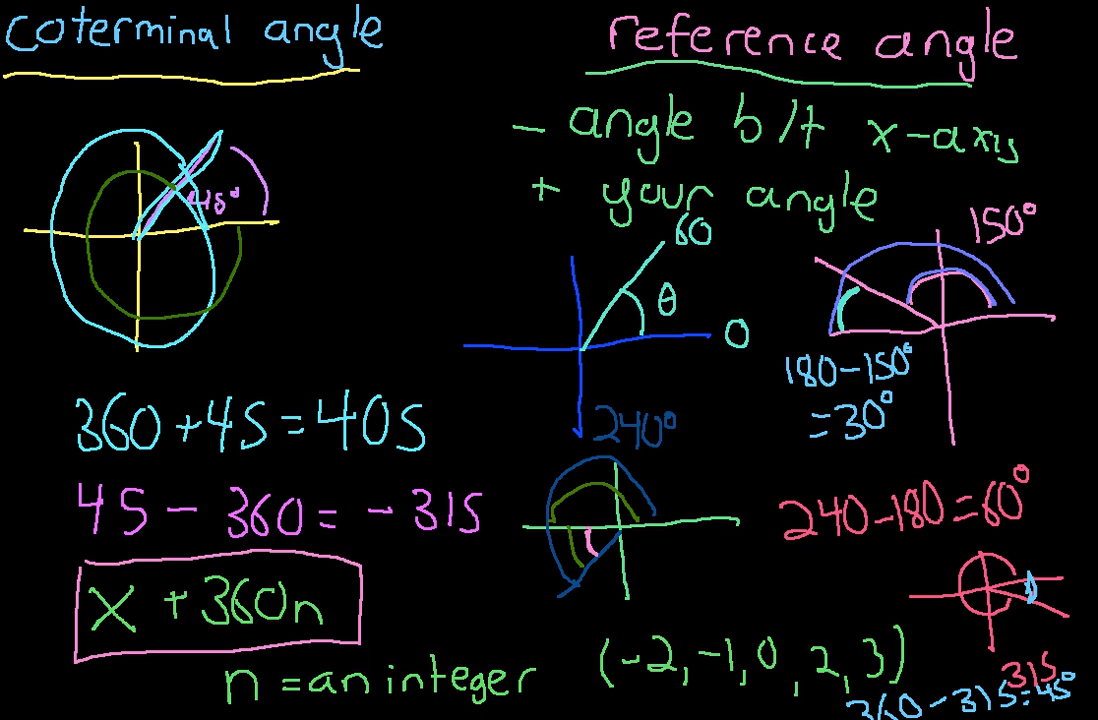 coterminal angle
45°
360 + 45 = 405
45 - 360 = - 315
x + 360n
n = an integer (-2, -1, 0, 2, 3)
reference angle
- angle b/t x-axis
+ your angle
60
θ
0
150°
180 - 150°
= 30°
240°
240 - 180 = 60°
315
360 - 315 = 45°